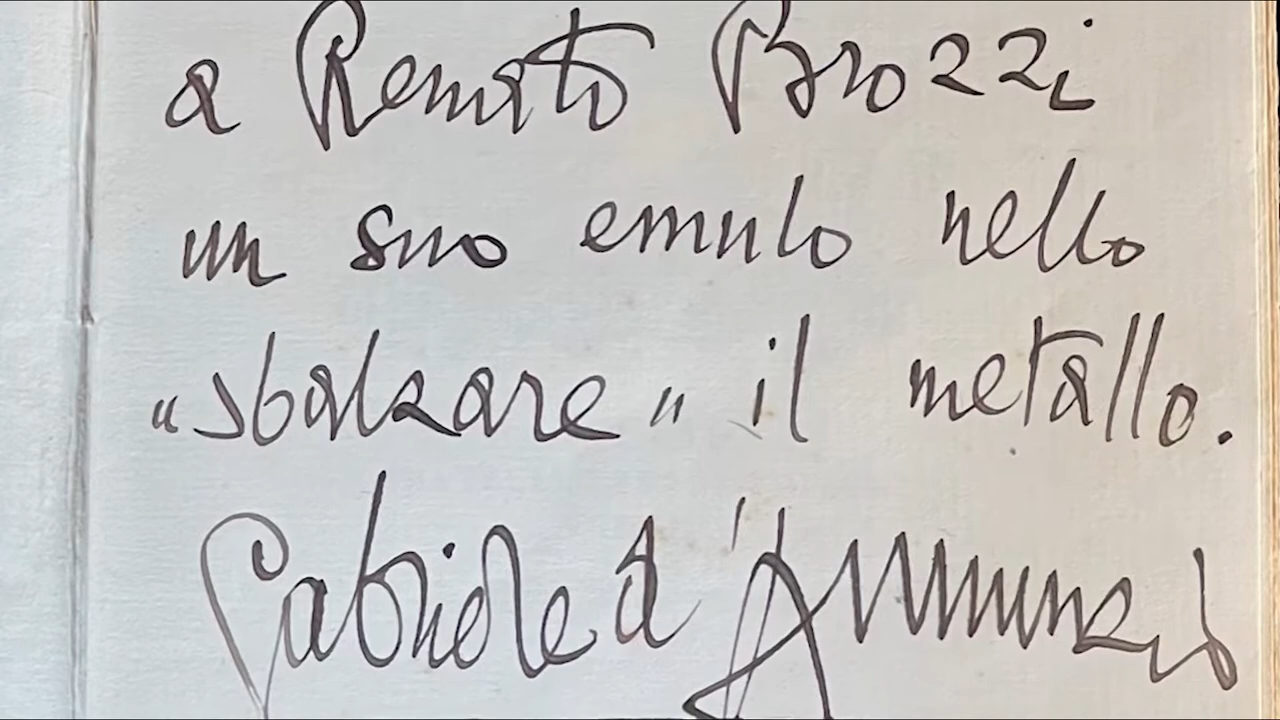 a Renato Brozzi
un suo emulo nello
"sbalzare" il metallo.
Gabriele d'Annunzio